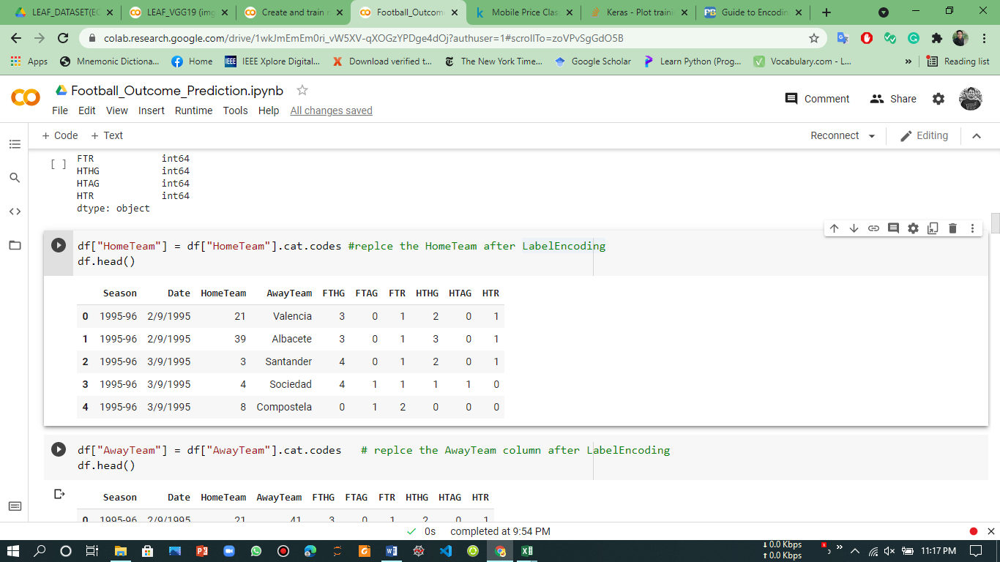 LEAF_DATASET(EC
LEAF_VGG19 (img
Create and train m
Football_Outcome
Mobile Price Clas
Keras - Plot traini
Guide to Encodin
colab.research.google.com/drive/1wkJmEmEm0ri_vW5XV-qXOGzYPDge4dOj?authuser=1#scrollTo=zoVPvSgGdO5B
Apps Mnemonic Dictiona... Home IEEE IEEE Xplore Digital... Download verified t... The New York Time... Google Scholar Learn Python (Prog... Vocabulary.com - L... » Reading list
Football_Outcome_Prediction.ipynb
Comment Share
File Edit View Insert Runtime Tools Help All changes saved
+ Code + Text Reconnect Editing
[ ] FTR int64
HTHG int64
HTAG int64
HTR int64
dtype: object
df["HomeTeam"] = df["HomeTeam"].cat.codes #replce the HomeTeam after LabelEncoding
df.head()
Season Date HomeTeam AwayTeam FTHG FTAG FTR HTHG HTAG HTR
0 1995-96 2/9/1995 21 Valencia 3 0 1 2 0 1
1 1995-96 2/9/1995 39 Albacete 3 0 1 3 0 1
2 1995-96 3/9/1995 3 Santander 4 0 1 2 0 1
3 1995-96 3/9/1995 4 Sociedad 4 1 1 1 1 0
4 1995-96 3/9/1995 8 Compostela 0 1 2 0 0 0
df["AwayTeam"] = df["AwayTeam"].cat.codes # replce the AwayTeam column after LabelEncoding
df.head()
Season Date HomeTeam AwayTeam FTHG FTAG FTR HTHG HTAG HTR
0 1995-96 2/9/1995 21 41 3 0 1 2 0 1
0s completed at 9:54 PM
↓ 0.0 Kbps
↑ 0.0 Kbps
11:17 PM